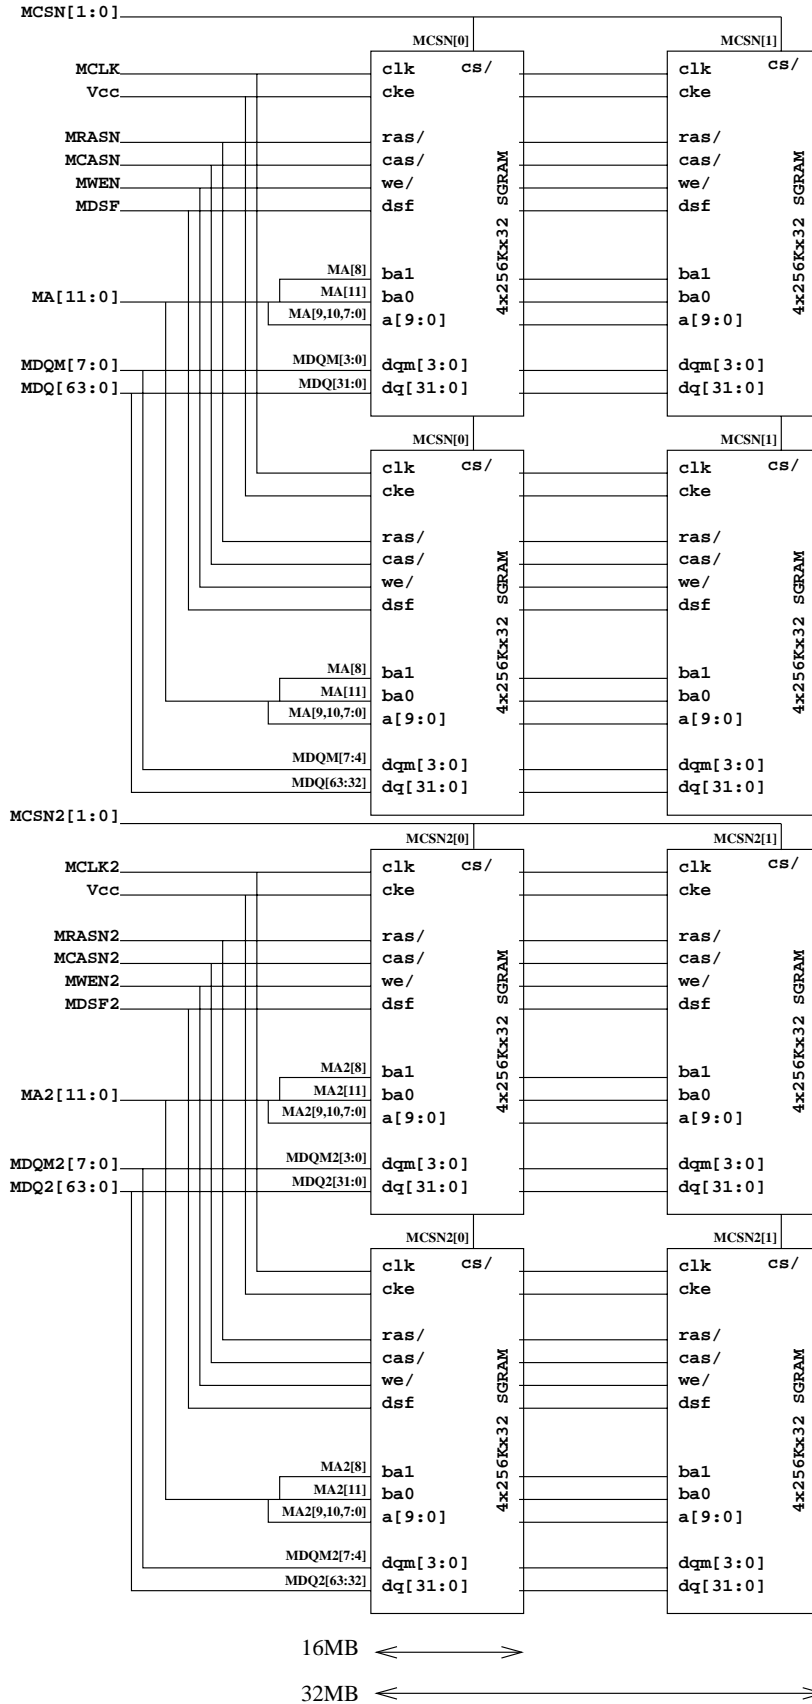 MCSN[1:0]
MCSN[0] MCSN[1]
MCLK clk cs/ clk cs/
Vcc cke cke
MRASN ras/ ras/
MCASN cas/ cas/
MWEN we/ we/
MDSF dsf dsf
4x256Kx32 SGRAM 4x256Kx32 SGRAM
MA[8] ba1 ba1
MA[11:0] MA[11] ba0 ba0
MA[9,10,7:0] a[9:0] a[9:0]
MDQM[7:0] MDQM[3:0] dqm[3:0] dqm[3:0]
MDQ[63:0] MDQ[31:0] dq[31:0] dq[31:0]
MCSN[0] MCSN[1]
clk cs/ clk cs/
cke cke
ras/ ras/
cas/ cas/
we/ we/
dsf dsf
4x256Kx32 SGRAM 4x256Kx32 SGRAM
MA[8] ba1 ba1
MA[11] ba0 ba0
MA[9,10,7:0] a[9:0] a[9:0]
MDQM[7:4] dqm[3:0] dqm[3:0]
MDQ[63:32] dq[31:0] dq[31:0]
MCSN2[1:0]
MCSN2[0] MCSN2[1]
MCLK2 clk cs/ clk cs/
Vcc cke cke
MRASN2 ras/ ras/
MCASN2 cas/ cas/
MWEN2 we/ we/
MDSF2 dsf dsf
4x256Kx32 SGRAM 4x256Kx32 SGRAM
MA2[8] ba1 ba1
MA2[11:0] MA2[11] ba0 ba0
MA2[9,10,7:0] a[9:0] a[9:0]
MDQM2[7:0] MDQM2[3:0] dqm[3:0] dqm[3:0]
MDQ2[63:0] MDQ2[31:0] dq[31:0] dq[31:0]
MCSN2[0] MCSN2[1]
clk cs/ clk cs/
cke cke
ras/ ras/
cas/ cas/
we/ we/
dsf dsf
4x256Kx32 SGRAM 4x256Kx32 SGRAM
MA2[8] ba1 ba1
MA2[11] ba0 ba0
MA2[9,10,7:0] a[9:0] a[9:0]
MDQM2[7:4] dqm[3:0] dqm[3:0]
MDQ2[63:32] dq[31:0] dq[31:0]
16MB
32MB